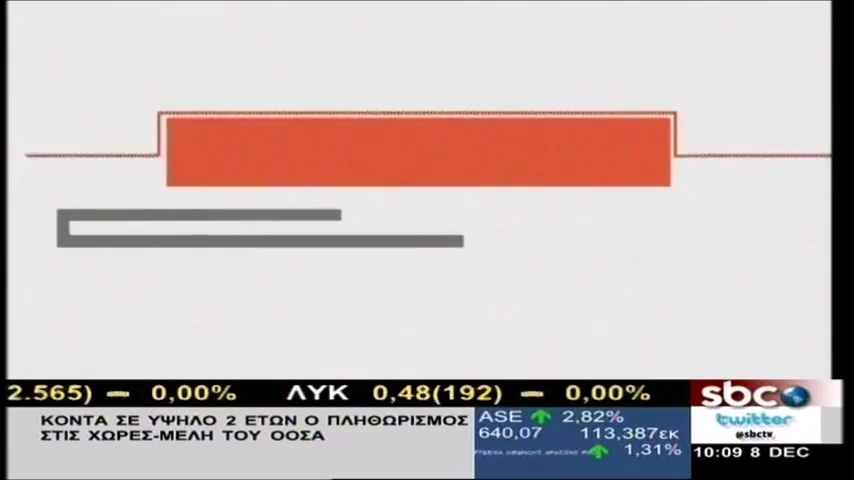 2.565) 0,00% ΛΥΚ 0,48(192) 0,00%
sbc
ΚΟΝΤΑ ΣΕ ΥΨΗΛΟ 2 ΕΤΩΝ Ο ΠΛΗΘΩΡΙΣΜΟΣ
ΣΤΙΣ ΧΩΡΕΣ-ΜΕΛΗ ΤΟΥ ΟΟΣΑ
ASE 2,82%
640,07 113,387εκ
1,31%
twitter
@sbctv
10:09 8 DEC